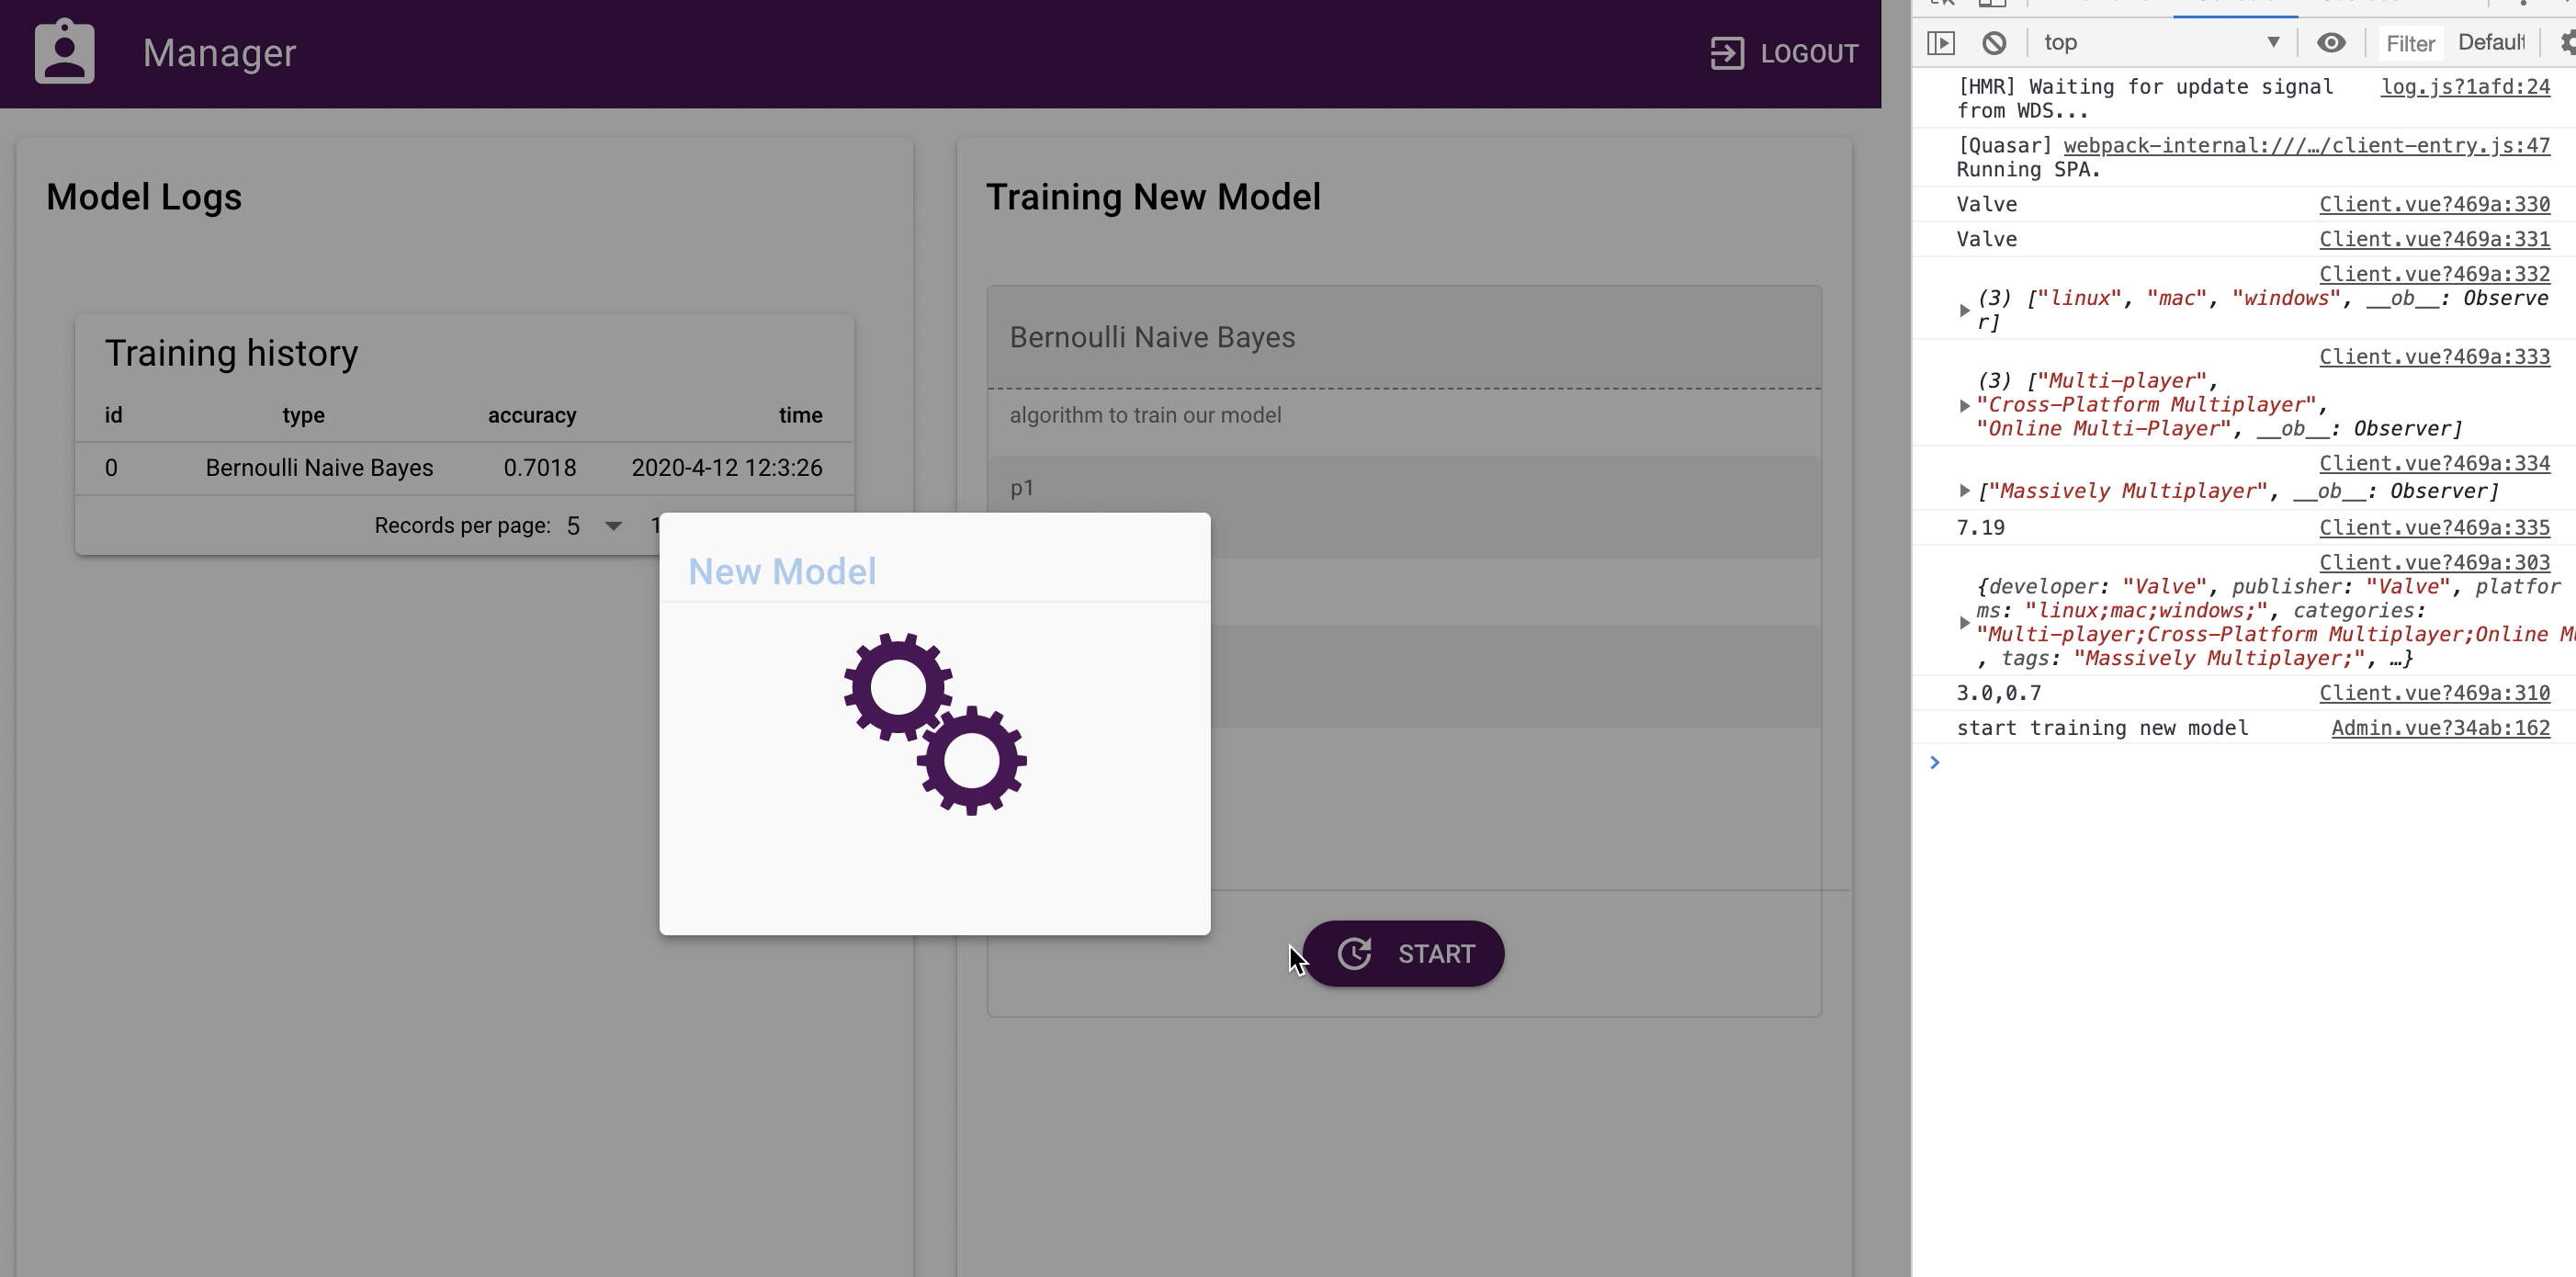 Manager
LOGOUT
Model Logs
Training history
id type accuracy time
0 Bernoulli Naive Bayes 0.7018 2020-4-12 12:3:26
Records per page: 5
Training New Model
Bernoulli Naive Bayes
algorithm to train our model
p1
New Model
START
top
Filter
Default
[HMR] Waiting for update signal log.js?1afd:24
from WDS...
[Quasar] webpack-internal:///…/client-entry.js:47
Running SPA.
Valve Client.vue?469a:330
Valve Client.vue?469a:331
Client.vue?469a:332
(3) ["linux", "mac", "windows", __ob__: Observe
r]
Client.vue?469a:333
(3) ["Multi-player",
"Cross-Platform Multiplayer",
"Online Multi-Player", __ob__: Observer]
Client.vue?469a:334
["Massively Multiplayer", __ob__: Observer]
7.19 Client.vue?469a:335
Client.vue?469a:303
{developer: "Valve", publisher: "Valve", platfor
ms: "linux;mac;windows;", categories:
"Multi-player;Cross-Platform Multiplayer;Online
, tags: "Massively Multiplayer;", …}
3.0,0.7 Client.vue?469a:310
start training new model Admin.vue?34ab:162